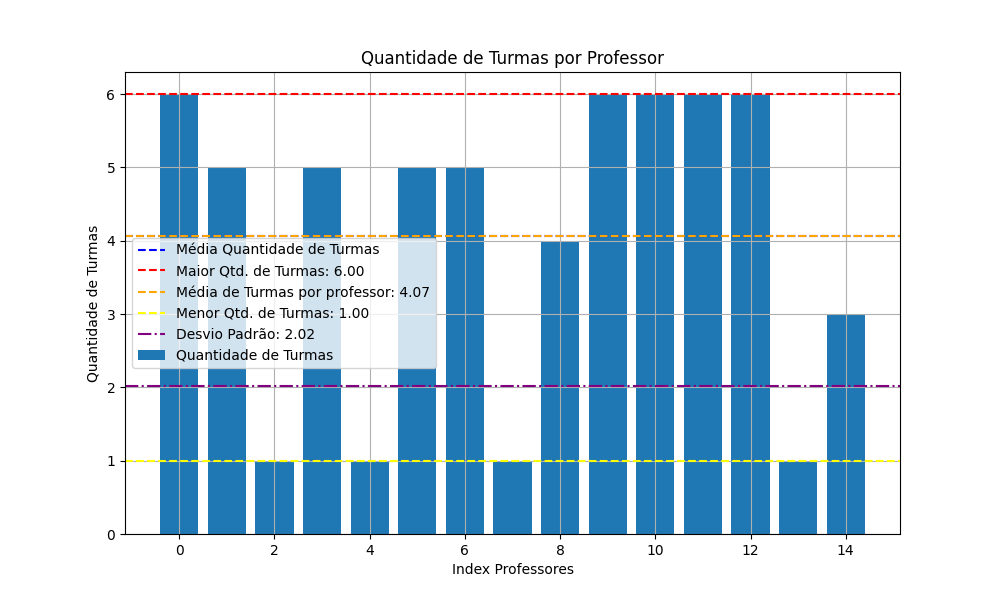 Quantidade de Turmas por Professor
Quantidade de Turmas
6
5
4
3
2
1
0
Média Quantidade de Turmas
Maior Qtd. de Turmas: 6.00
Média de Turmas por professor: 4.07
Menor Qtd. de Turmas: 1.00
Desvio Padrão: 2.02
Quantidade de Turmas
0 2 4 6 8 10 12 14
Index Professores